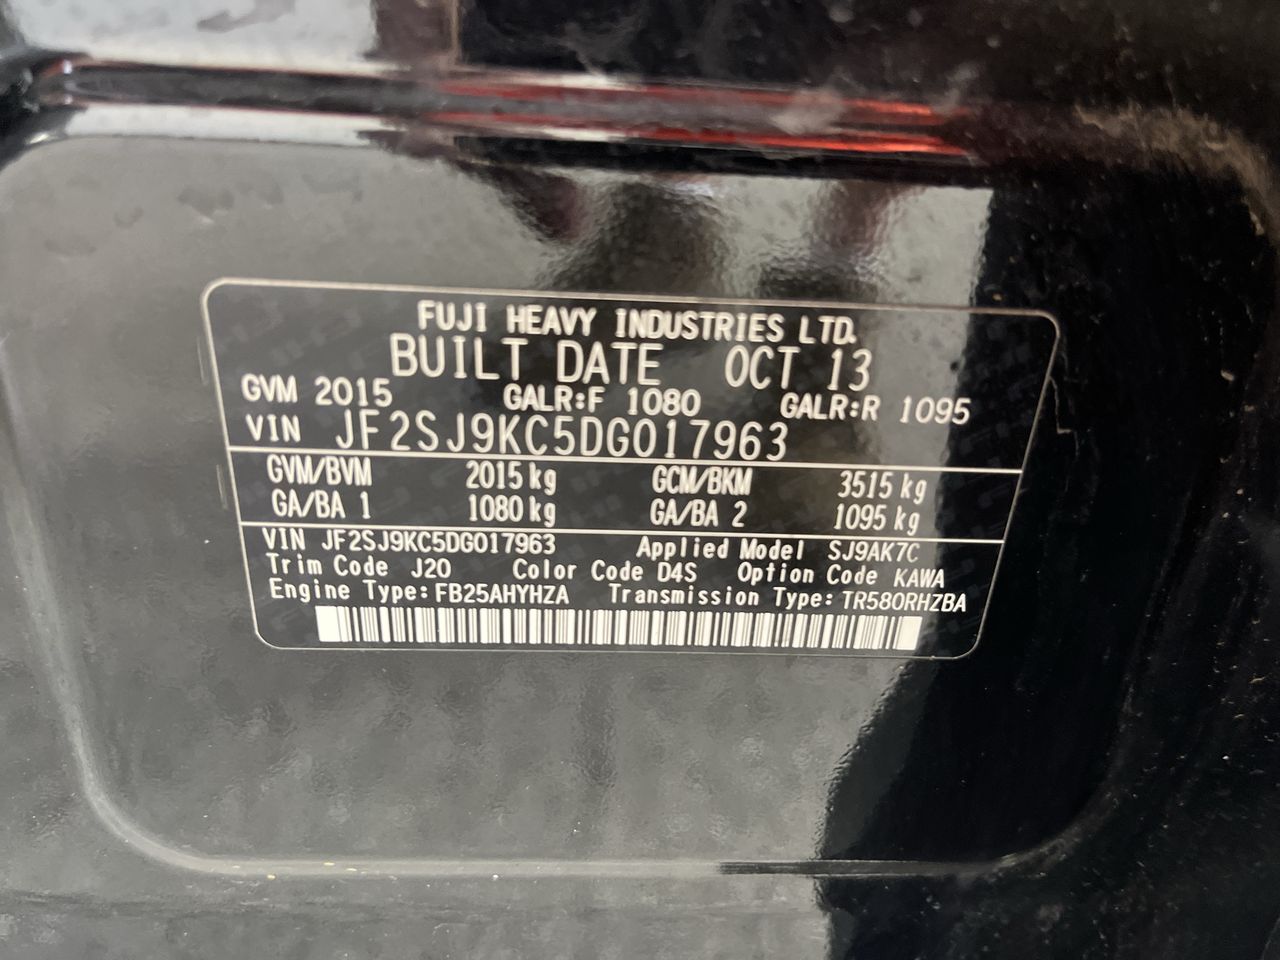 FUJI HEAVY INDUSTRIES LTD.
BUILT DATE OCT 13
GVM 2015 GALR:F 1080 GALR:R 1095
VIN JF2SJ9KC5DG017963
GVM/BVM 2015 kg GCM/BKM 3515 kg
GA/BA 1 1080 kg GA/BA 2 1095 kg
VIN JF2SJ9KC5DG017963 Applied Model SJ9AK7C
Trim Code J20 Color Code D4S Option Code KAWA
Engine Type: FB25AHYHZA Transmission Type: TR580RHZBA